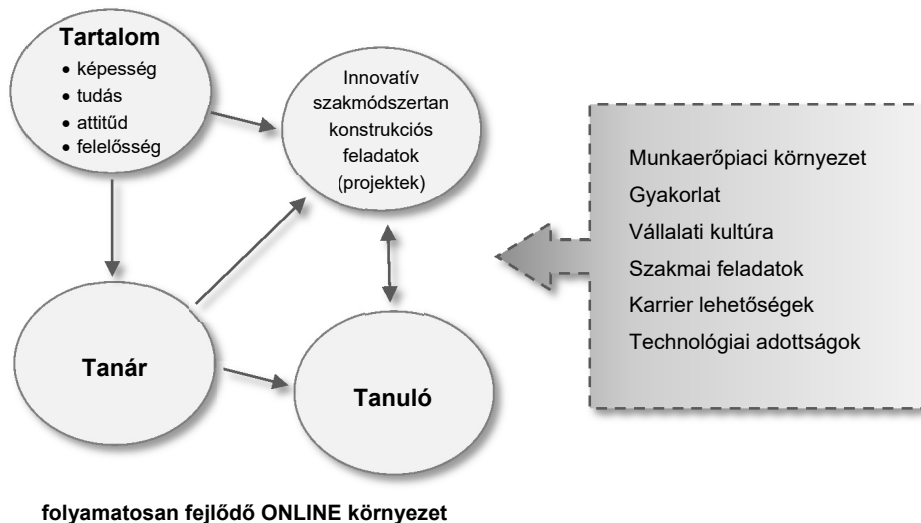 Tartalom
• képesség
• tudás
• attitűd
• felelősség
Innovatív
szakmódszertan
konstrukciós
feladatok
(projektek)
Tanár
Tanuló
Munkaerőpiaci környezet
Gyakorlat
Vállalati kultúra
Szakmai feladatok
Karrier lehetőségek
Technológiai adottságok
folyamatosan fejlődő ONLINE környezet